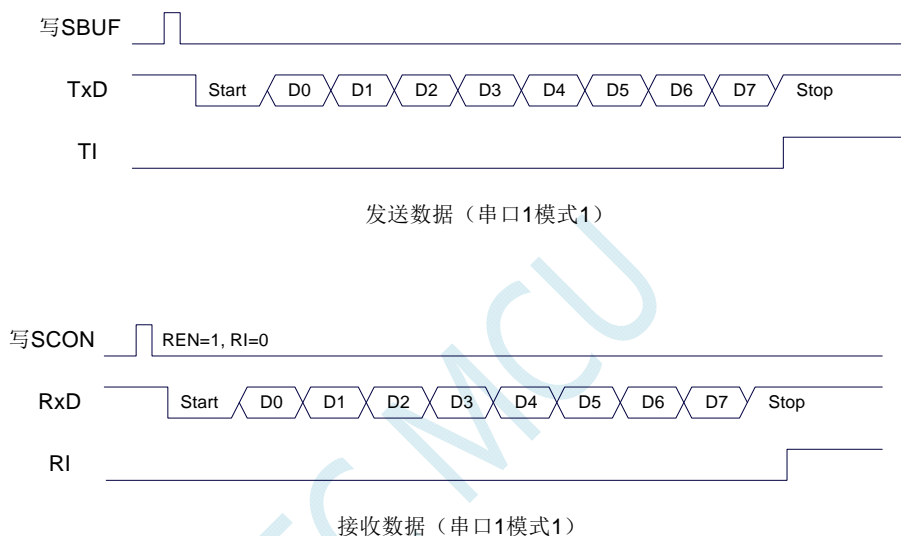 写SBUF
TxD Start D0 D1 D2 D3 D4 D5 D6 D7 Stop
TI
发送数据（串口1模式1）
写SCON REN=1, RI=0
RxD Start D0 D1 D2 D3 D4 D5 D6 D7 Stop
RI
接收数据（串口1模式1）
MCU